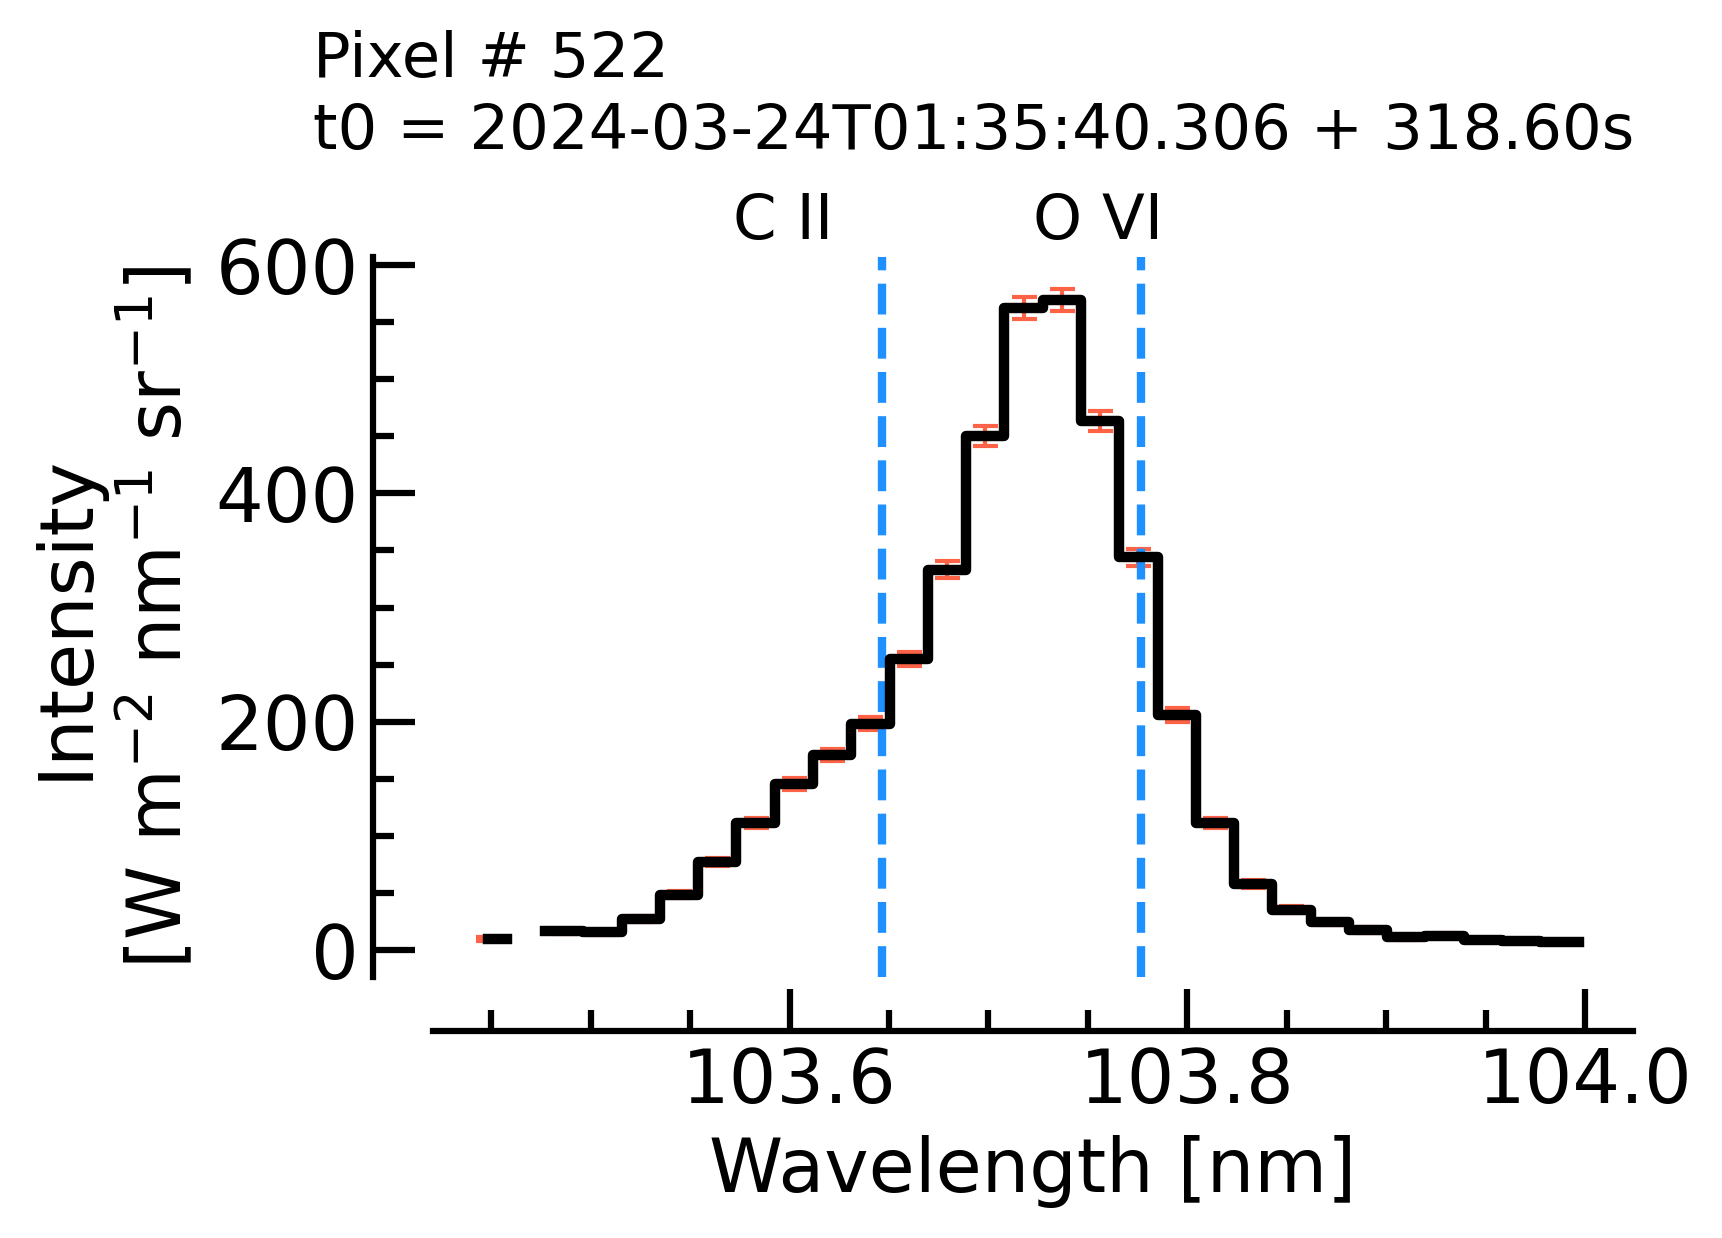 Pixel # 522
t0 = 2024-03-24T01:35:40.306 + 318.60s
C II O VI
Intensity
[W m⁻² nm⁻¹ sr⁻¹]
600
400
200
0
103.6 103.8 104.0
Wavelength [nm]